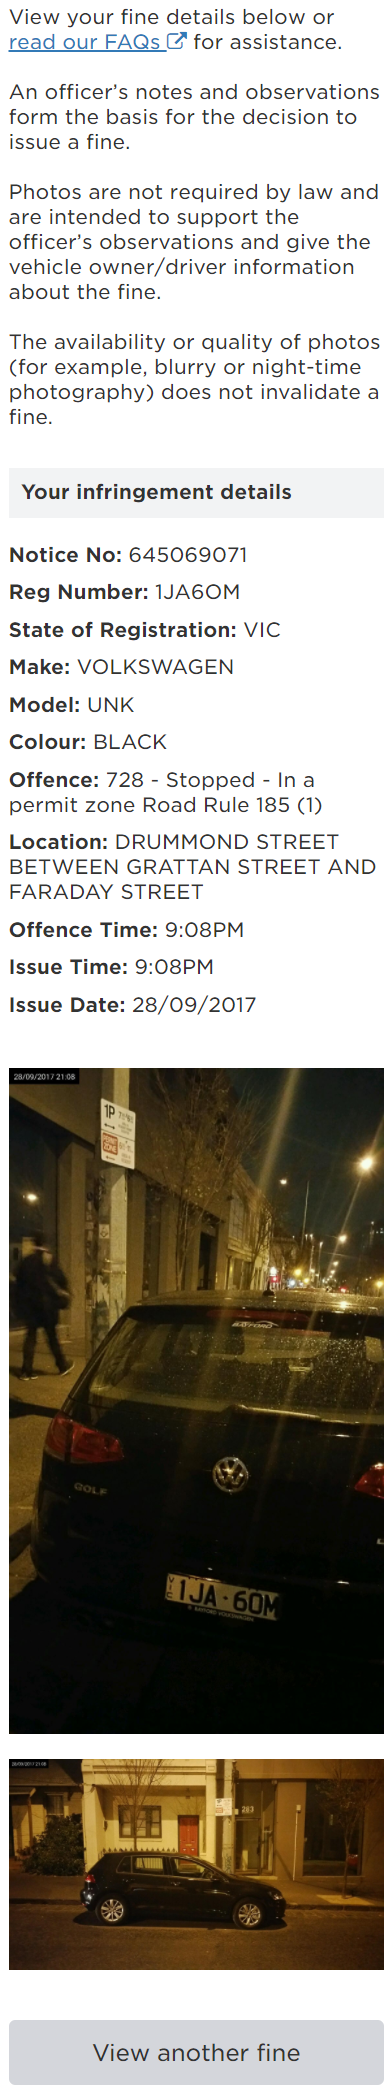 View your fine details below or
read our FAQs for assistance.
An officer’s notes and observations
form the basis for the decision to
issue a fine.
Photos are not required by law and
are intended to support the
officer’s observations and give the
vehicle owner/driver information
about the fine.
The availability or quality of photos
(for example, blurry or night-time
photography) does not invalidate a
fine.
Your infringement details
Notice No: 645069071
Reg Number: 1JA6OM
State of Registration: VIC
Make: VOLKSWAGEN
Model: UNK
Colour: BLACK
Offence: 728 - Stopped - In a
permit zone Road Rule 185 (1)
Location: DRUMMOND STREET
BETWEEN GRATTAN STREET AND
FARADAY STREET
Offence Time: 9:08PM
Issue Time: 9:08PM
Issue Date: 28/09/2017
28/09/2017 21:08
1P
BAYFORD
GOLF
VIC
1JA·6OM
BAYFORD VOLKSWAGEN
28/09/2017 21:08
203
View another fine